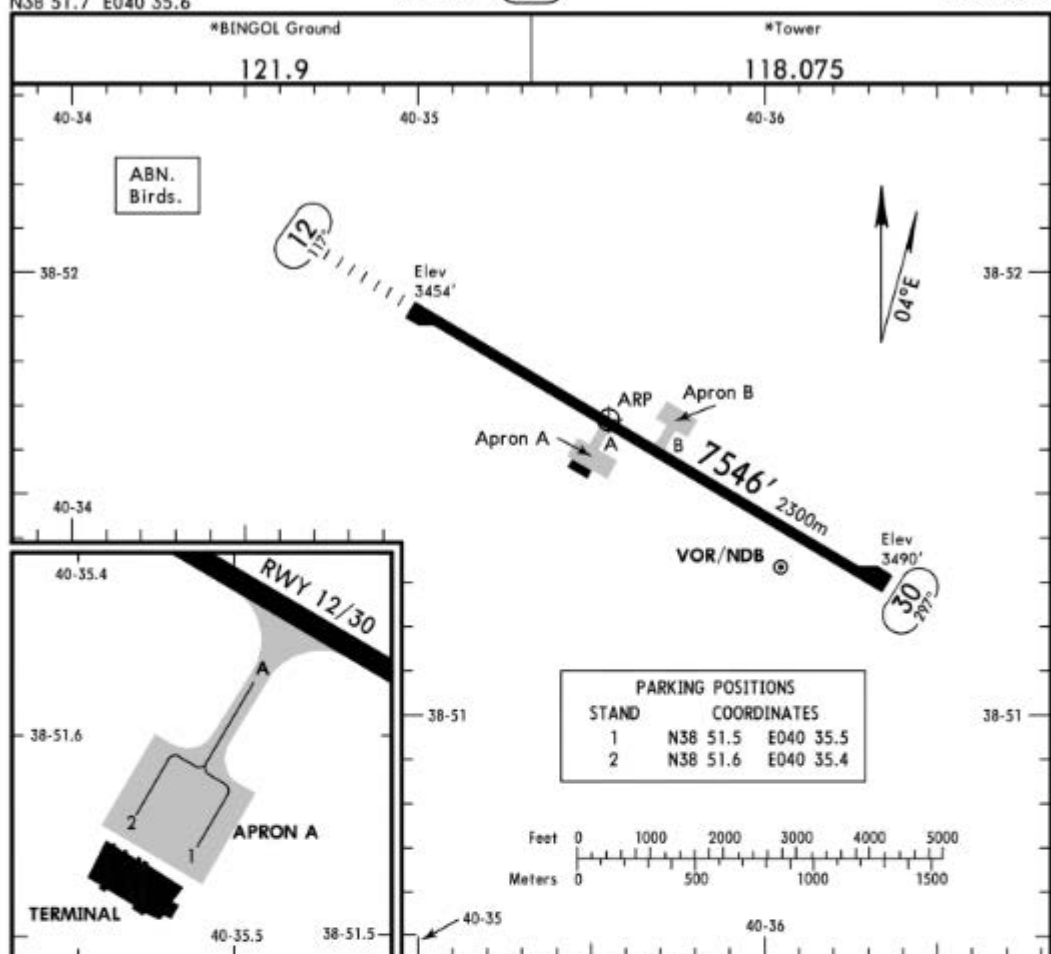 N38 51.7 E040 35.6
*BINGOL Ground
*Tower
121.9
118.075
40-34
40-35
40-36
ABN.
Birds.
12
117°
38-52
Elev
3454'
38-52
04°E
ARP
Apron B
Apron A
A
B
7546'
2300m
40-34
VOR/NDB
Elev
3490'
30
297°
40-35.4
RWY 12/30
A
38-51.6
2
1
APRON A
TERMINAL
40-35.5
38-51.5
38-51
38-51
PARKING POSITIONS
STAND COORDINATES
1 N38 51.5 E040 35.5
2 N38 51.6 E040 35.4
Feet 0 1000 2000 3000 4000 5000
Meters 0 500 1000 1500
40-35
40-36